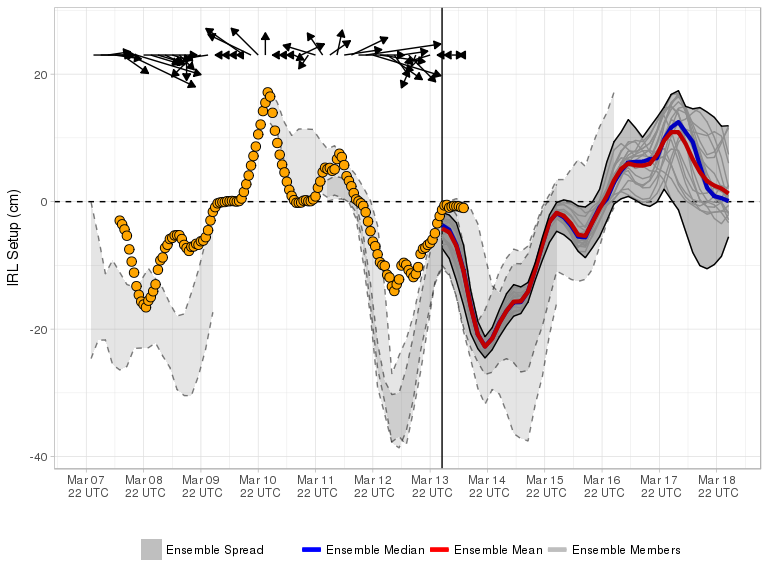 20
0
-20
-40
IRL Setup (cm)
Mar 07 Mar 08 Mar 09 Mar 10 Mar 11 Mar 12 Mar 13 Mar 14 Mar 15 Mar 16 Mar 17 Mar 18
22 UTC 22 UTC 22 UTC 22 UTC 22 UTC 22 UTC 22 UTC 22 UTC 22 UTC 22 UTC 22 UTC 22 UTC
Ensemble Spread Ensemble Median Ensemble Mean Ensemble Members